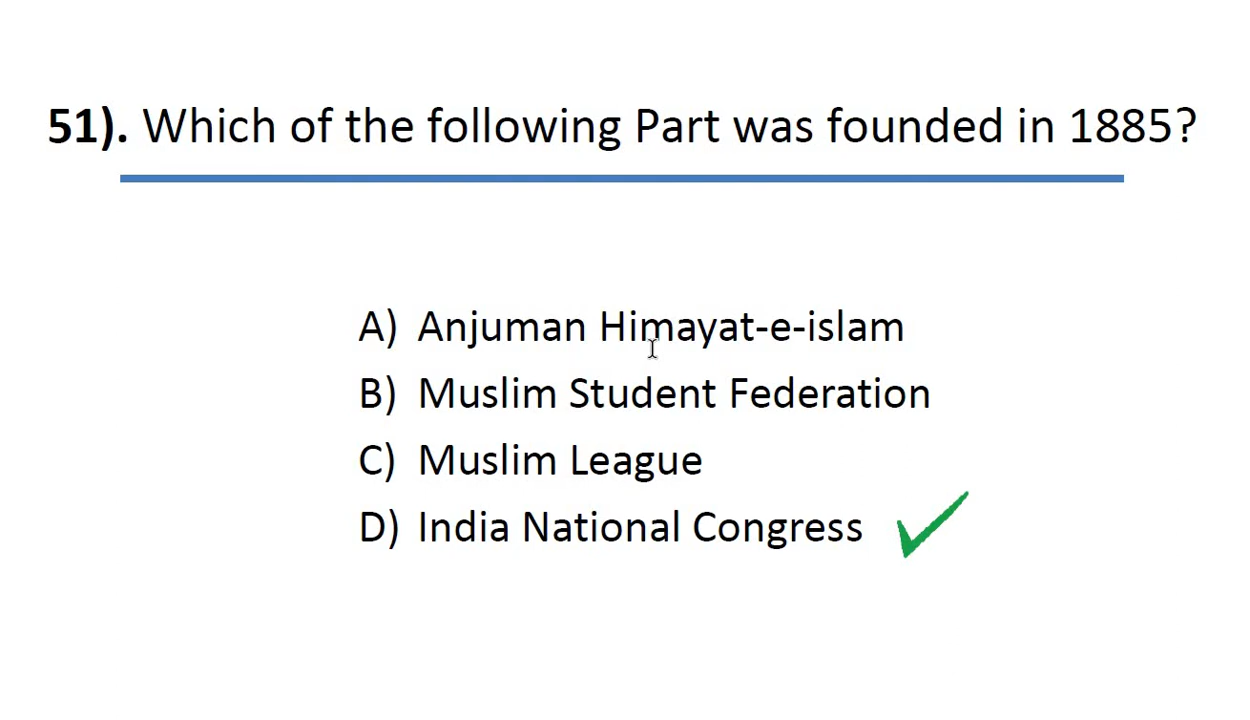 51). Which of the following Part was founded in 1885?
A) Anjuman Himayat-e-islam
B) Muslim Student Federation
C) Muslim League
D) India National Congress